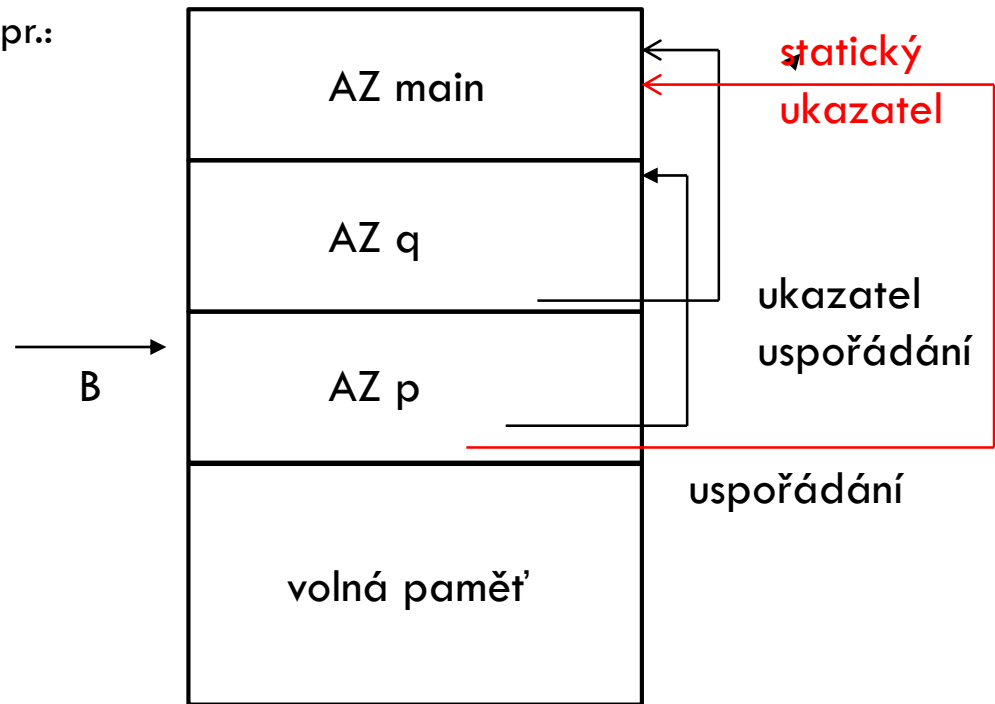 pr.:
AZ main
statický
ukazatel
AZ q
ukazatel
uspořádání
B
AZ p
uspořádání
volná paměť